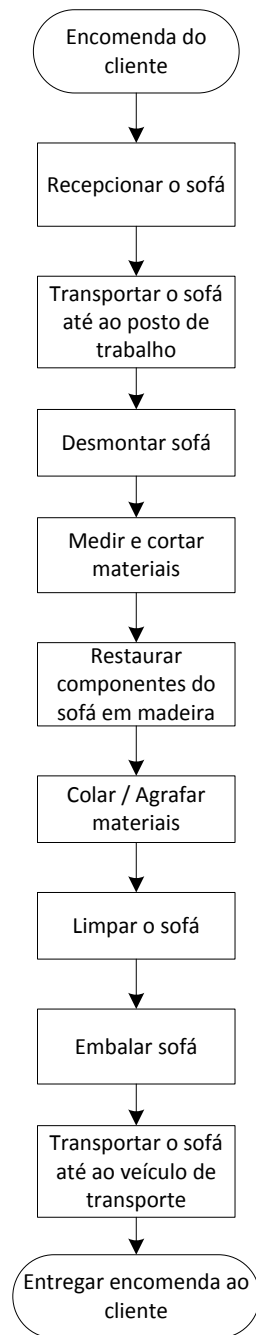 Encomenda do
cliente
Recepcionar o sofá
Transportar o sofá
até ao posto de
trabalho
Desmontar sofá
Medir e cortar
materiais
Restaurar
componentes do
sofá em madeira
Colar / Agrafar
materiais
Limpar o sofá
Embalar sofá
Transportar o sofá
até ao veículo de
transporte
Entregar encomenda ao
cliente